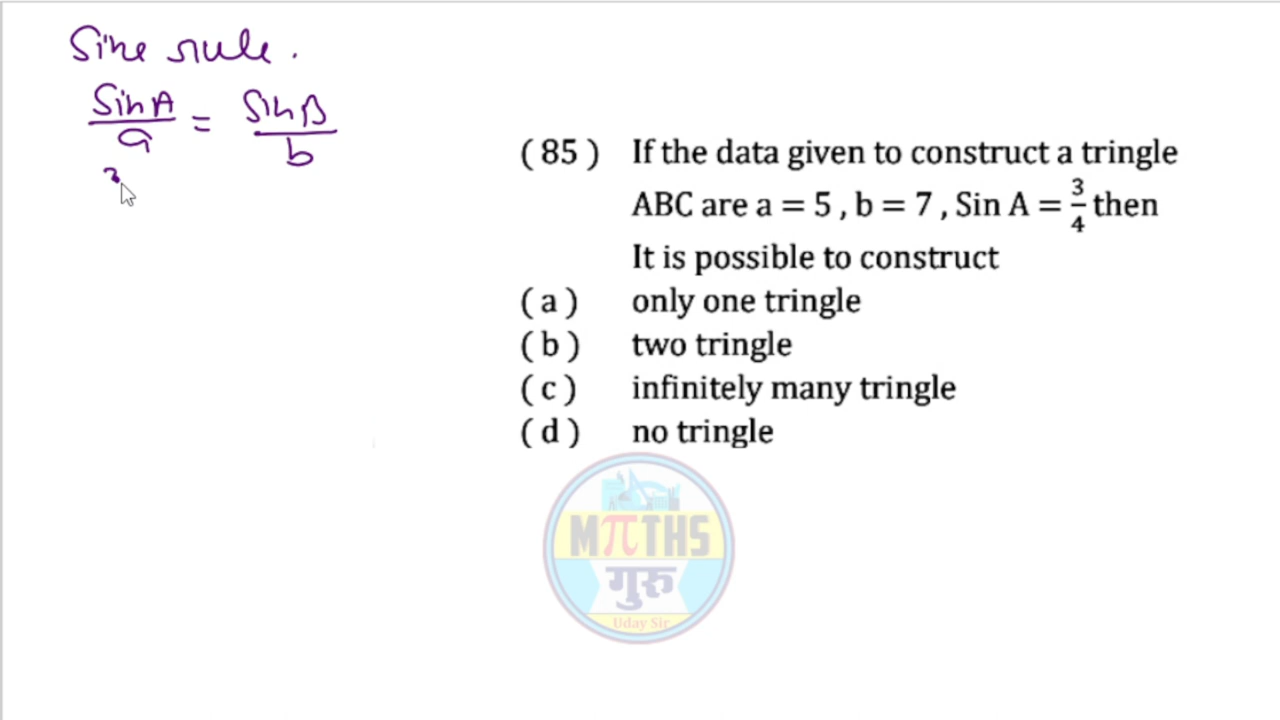 Sine rule.
SinA/a = SinB/b
3
( 85 ) If the data given to construct a tringle
ABC are a = 5 , b = 7 , Sin A = 3/4 then
It is possible to construct
( a ) only one tringle
( b ) two tringle
( c ) infinitely many tringle
( d ) no tringle
MπTHS
गुरु
Uday Sir